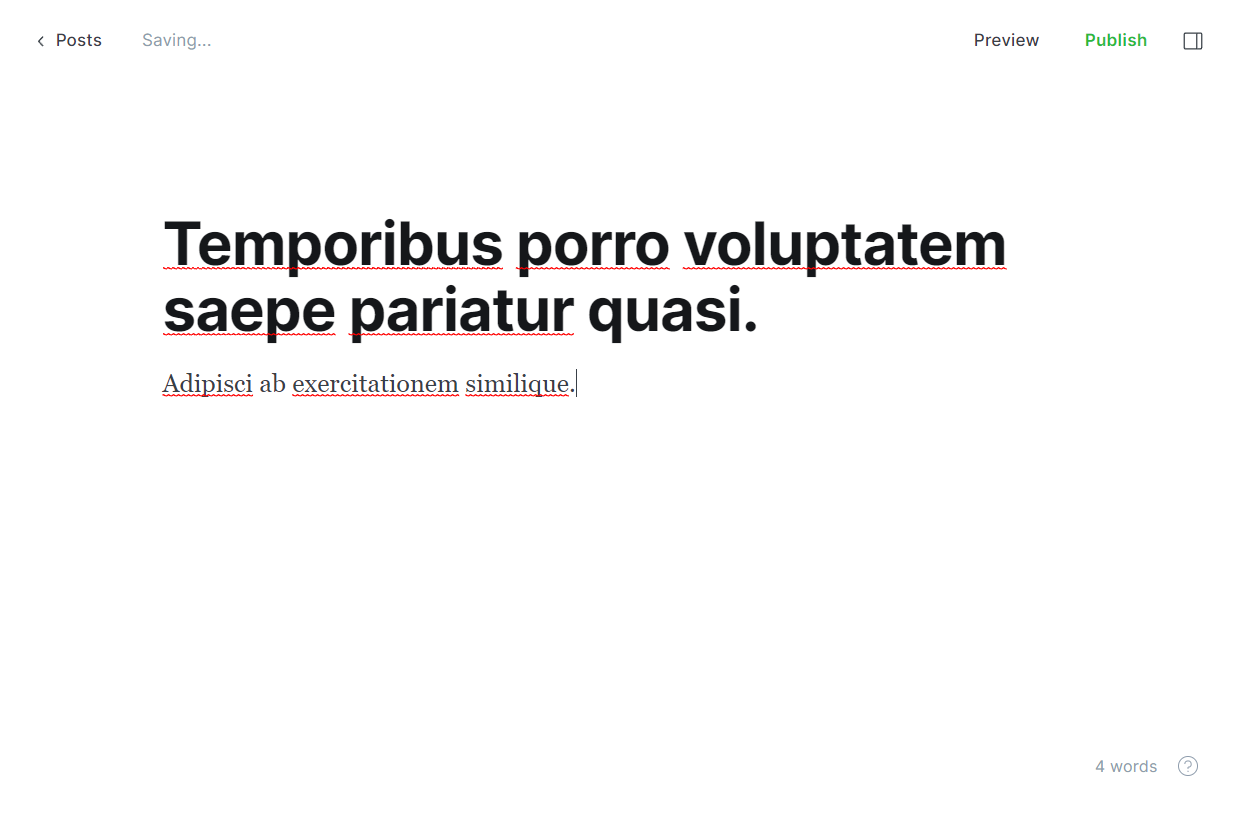 Posts
Saving...
Preview
Publish
Temporibus porro voluptatem
saepe pariatur quasi.
Adipisci ab exercitationem similique.
4 words
?